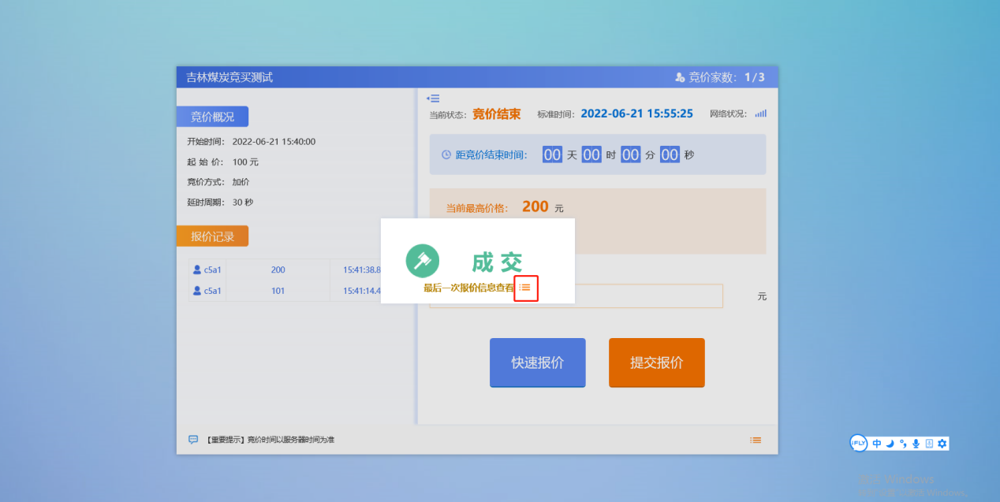 吉林煤炭竞买测试
竞价家数: 1/3
竞价概况
开始时间: 2022-06-21 15:40:00
起 始 价: 100 元
竞价方式: 加价
延时周期: 30 秒
报价记录
c5a1 200 15:41:38.8
c5a1 101 15:41:14.4
当前状态: 竞价结束 标准时间: 2022-06-21 15:55:25 网络状况:
距竞价结束时间: 00 天 00 时 00 分 00 秒
当前最高价格: 200 元
成交
最后一次报价信息查看
元
快速报价 提交报价
【重要提示】竞价时间以服务器时间为准
iFLY 中
Windows